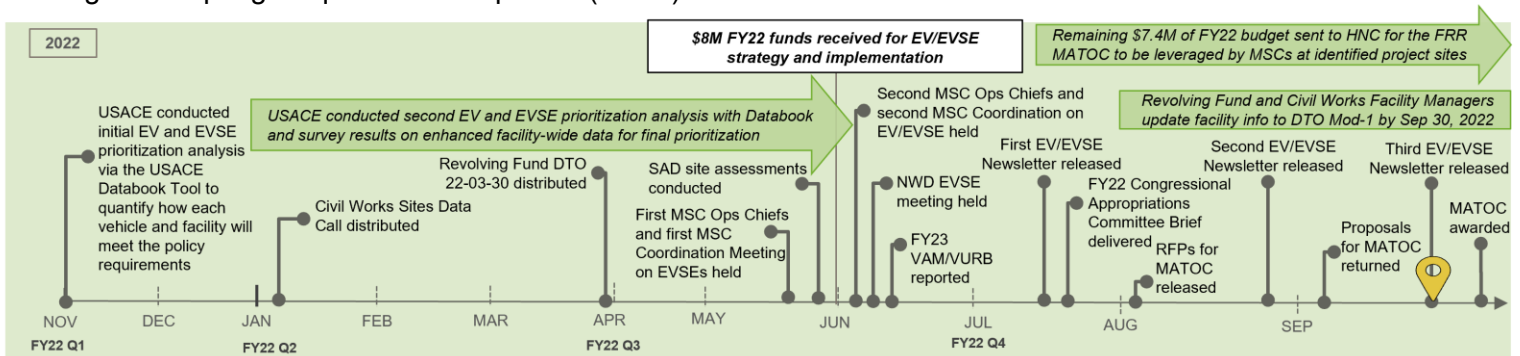 2022
$8M FY22 funds received for EV/EVSE
strategy and implementation
Remaining $7.4M of FY22 budget sent to HNC for the FRR
MATOC to be leveraged by MSCs at identified project sites
USACE conducted second EV and EVSE prioritization analysis with Databook
and survey results on enhanced facility-wide data for final prioritization
Revolving Fund and Civil Works Facility Managers
update facility info to DTO Mod-1 by Sep 30, 2022
USACE conducted
initial EV and EVSE
prioritization analysis
via the USACE
Databook Tool to
quantify how each
vehicle and facility will
meet the policy
requirements
Civil Works Sites Data
Call distributed
Revolving Fund DTO
22-03-30 distributed
SAD site assessments
conducted
First MSC Ops Chiefs
and first MSC
Coordination Meeting
on EVSEs held
Second MSC Ops Chiefs and
second MSC Coordination on
EV/EVSE held
NWD EVSE
meeting held
FY23
VAM/VURB
reported
First EV/EVSE
Newsletter released
FY22 Congressional
Appropriations
Committee Brief
delivered
RFPs for
MATOC
released
Second EV/EVSE
Newsletter released
Proposals
for MATOC
returned
Third EV/EVSE
Newsletter released
MATOC
awarded
NOV
DEC
JAN
FEB
MAR
APR
MAY
JUN
JUL
AUG
SEP
FY22 Q1
FY22 Q2
FY22 Q3
FY22 Q4